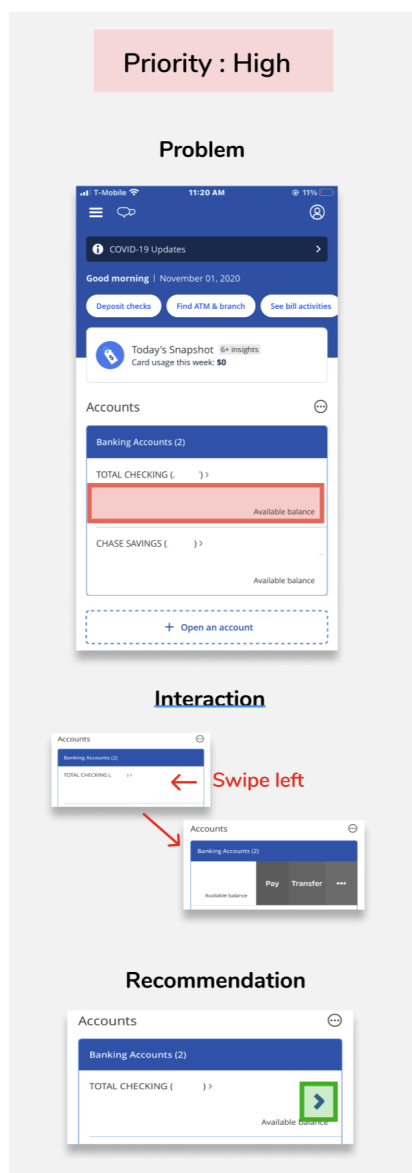 Priority : High
Problem
T-Mobile 11:20 AM 11%
COVID-19 Updates >
Good morning | November 01, 2020
Deposit checks Find ATM & branch See bill activities
Today's Snapshot 6+ insights
Card usage this week: $0
Accounts
Banking Accounts (2)
TOTAL CHECKING (. ) >
Available balance
CHASE SAVINGS ( ) >
Available balance
+ Open an account
Interaction
Accounts
Banking Accounts (2)
TOTAL CHECKING (. ) >
Swipe left
Accounts
Banking Accounts (2)
Pay Transfer •••
Available balance
Recommendation
Accounts
Banking Accounts (2)
TOTAL CHECKING ( ) >
Available balance